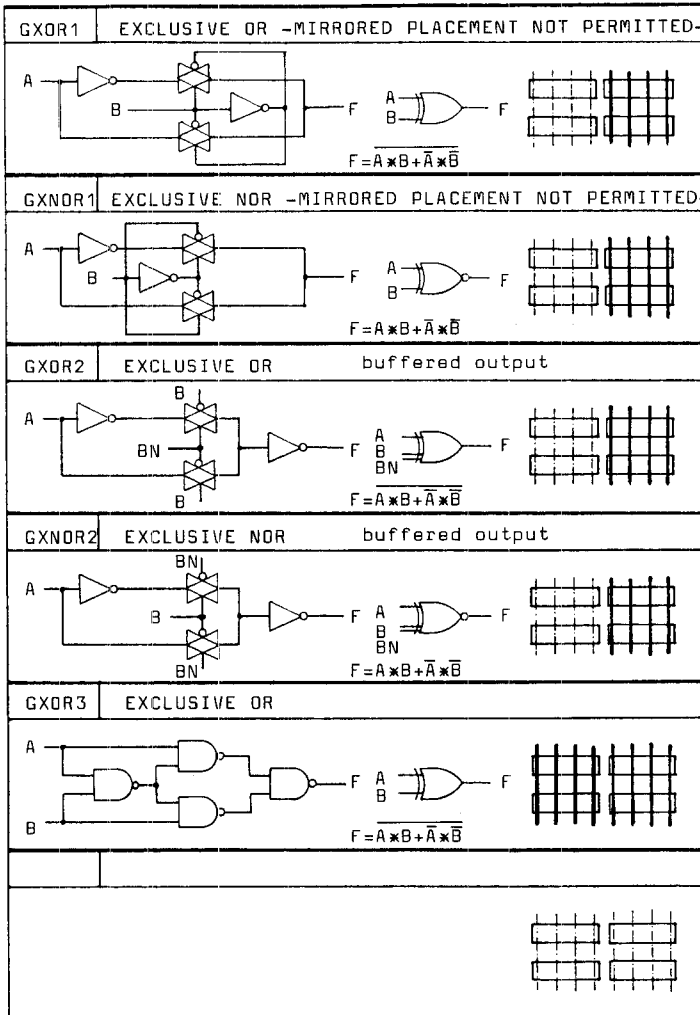 GXOR1 EXCLUSIVE OR -MIRRORED PLACEMENT NOT PERMITTED-
A
B
F
A
B
F
F=A̅*̅B̅+̅A̅*̅B̅
GXNOR1 EXCLUSIVE NOR -MIRRORED PLACEMENT NOT PERMITTED-
A
B
F
A
B
F
F=A*B+A̅*B̅
GXOR2 EXCLUSIVE OR buffered output
B
A
BN
B
F
A
B
BN
F
F=A̅*̅B̅+̅A̅*̅B̅
GXNOR2 EXCLUSIVE NOR buffered output
BN
A
B
BN
F
A
B
BN
F
F=A*B+A̅*B̅
GXOR3 EXCLUSIVE OR
A
B
F
A
B
F
F=A̅*̅B̅+̅A̅*̅B̅